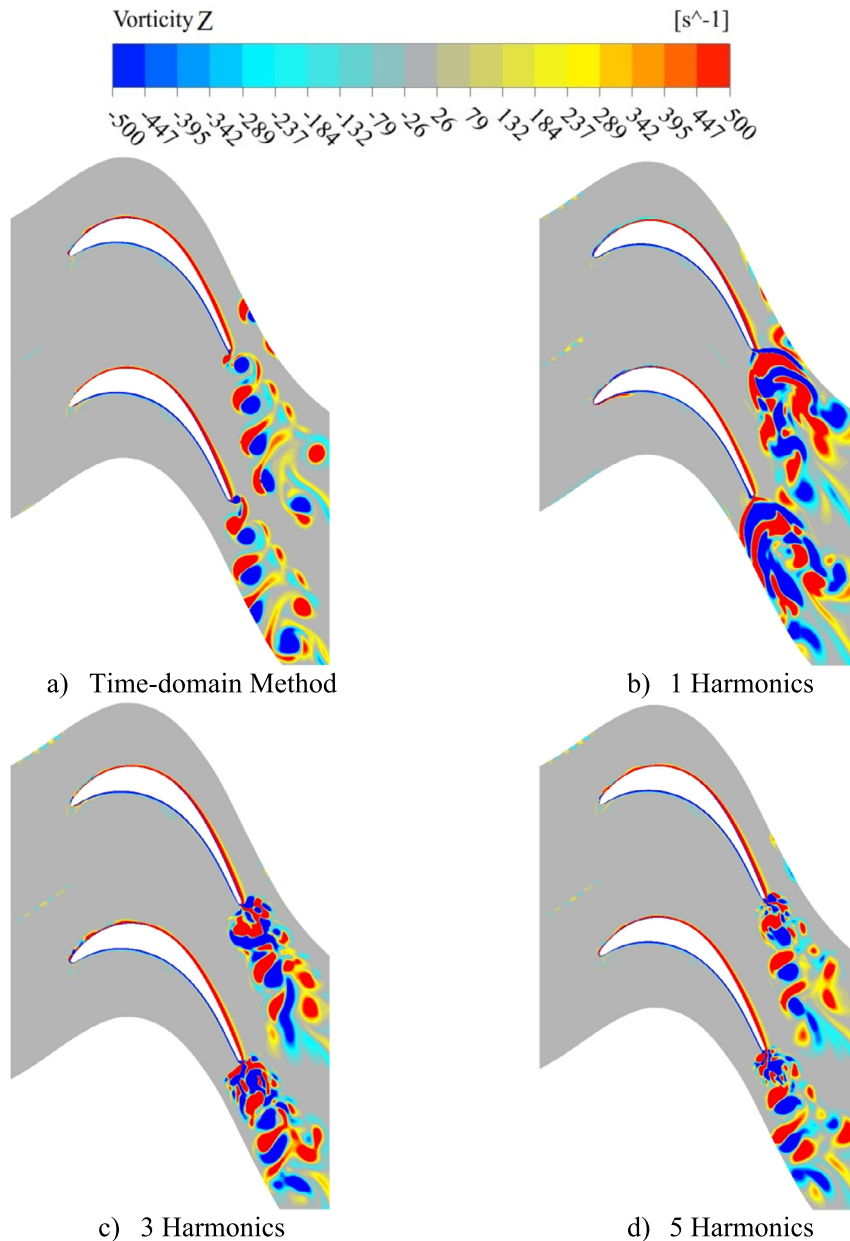 Vorticity Z [s^-1]
-500 -447 -395 -342 -289 -237 -184 -132 -79 -26 26 79 132 184 237 289 342 395 447 500
a) Time-domain Method
b) 1 Harmonics
c) 3 Harmonics
d) 5 Harmonics